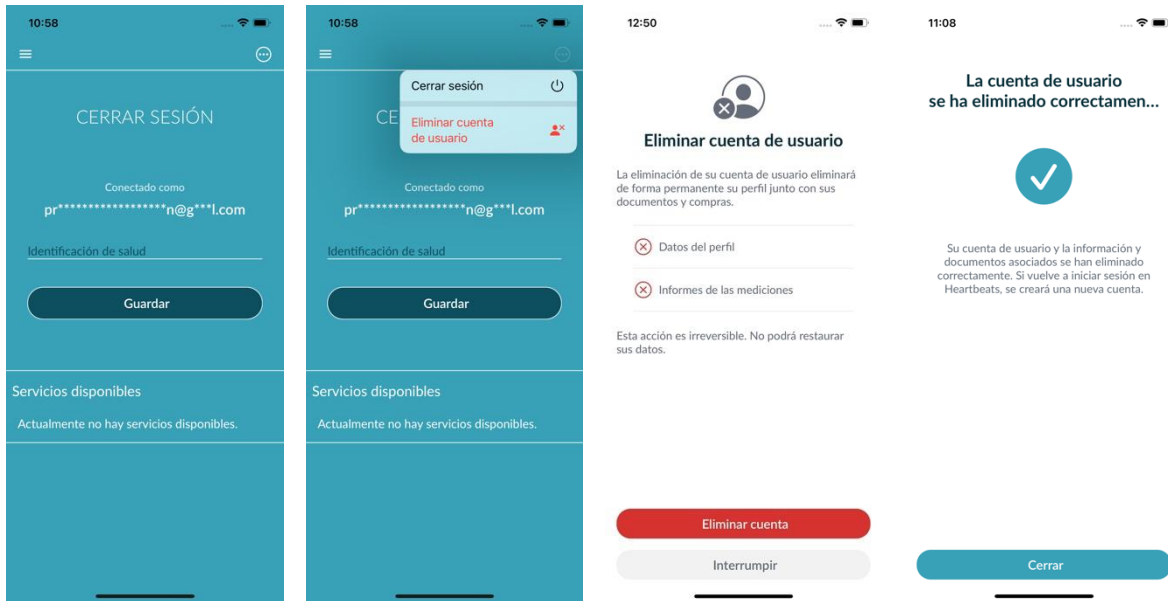 10:58
CERRAR SESIÓN
Conectado como
pr******************n@g***l.com
Identificación de salud
Guardar
Servicios disponibles
Actualmente no hay servicios disponibles.
10:58
CE
Cerrar sesión
Eliminar cuenta
de usuario
Conectado como
pr******************n@g***l.com
Identificación de salud
Guardar
Servicios disponibles
Actualmente no hay servicios disponibles.
12:50
Eliminar cuenta de usuario
La eliminación de su cuenta de usuario eliminará
de forma permanente su perfil junto con sus
documentos y compras.
Datos del perfil
Informes de las mediciones
Esta acción es irreversible. No podrá restaurar
sus datos.
Eliminar cuenta
Interrumpir
11:08
La cuenta de usuario
se ha eliminado correctamen...
Su cuenta de usuario y la información y
documentos asociados se han eliminado
correctamente. Si vuelve a iniciar sesión en
Heartbeats, se creará una nueva cuenta.
Cerrar